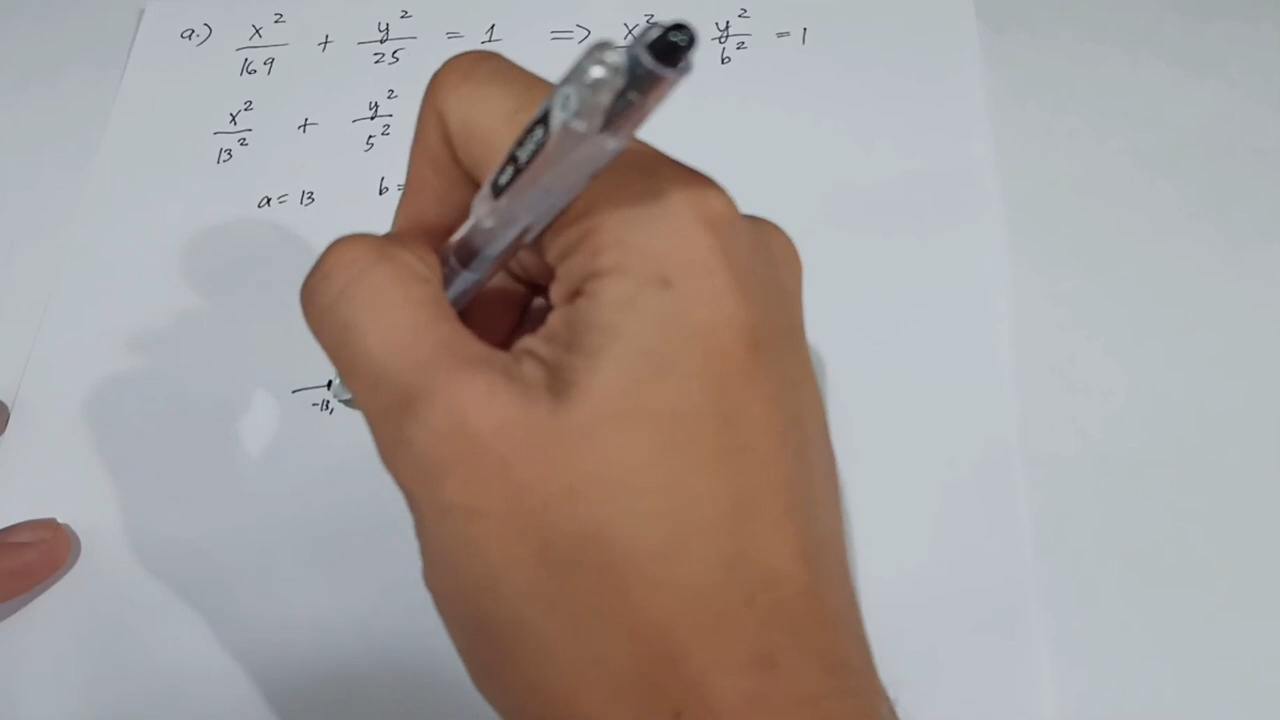 a.) x²/169 + y²/25 = 1 => x² y²/b² = 1
x²/13² + y²/5²
a = 13 b =
-13,